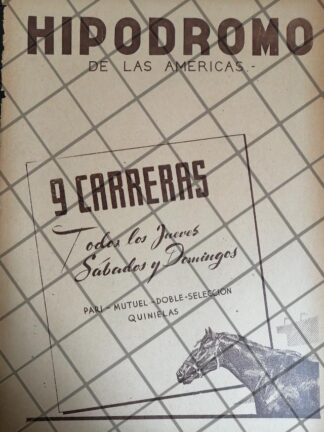 HIPODROMO
DE LAS AMERICAS.-
9 CARRERAS
Todos los Jueves
Sábados y Domingos
PARI-MUTUEL-DOBLE-SELECCION
QUINIELAS